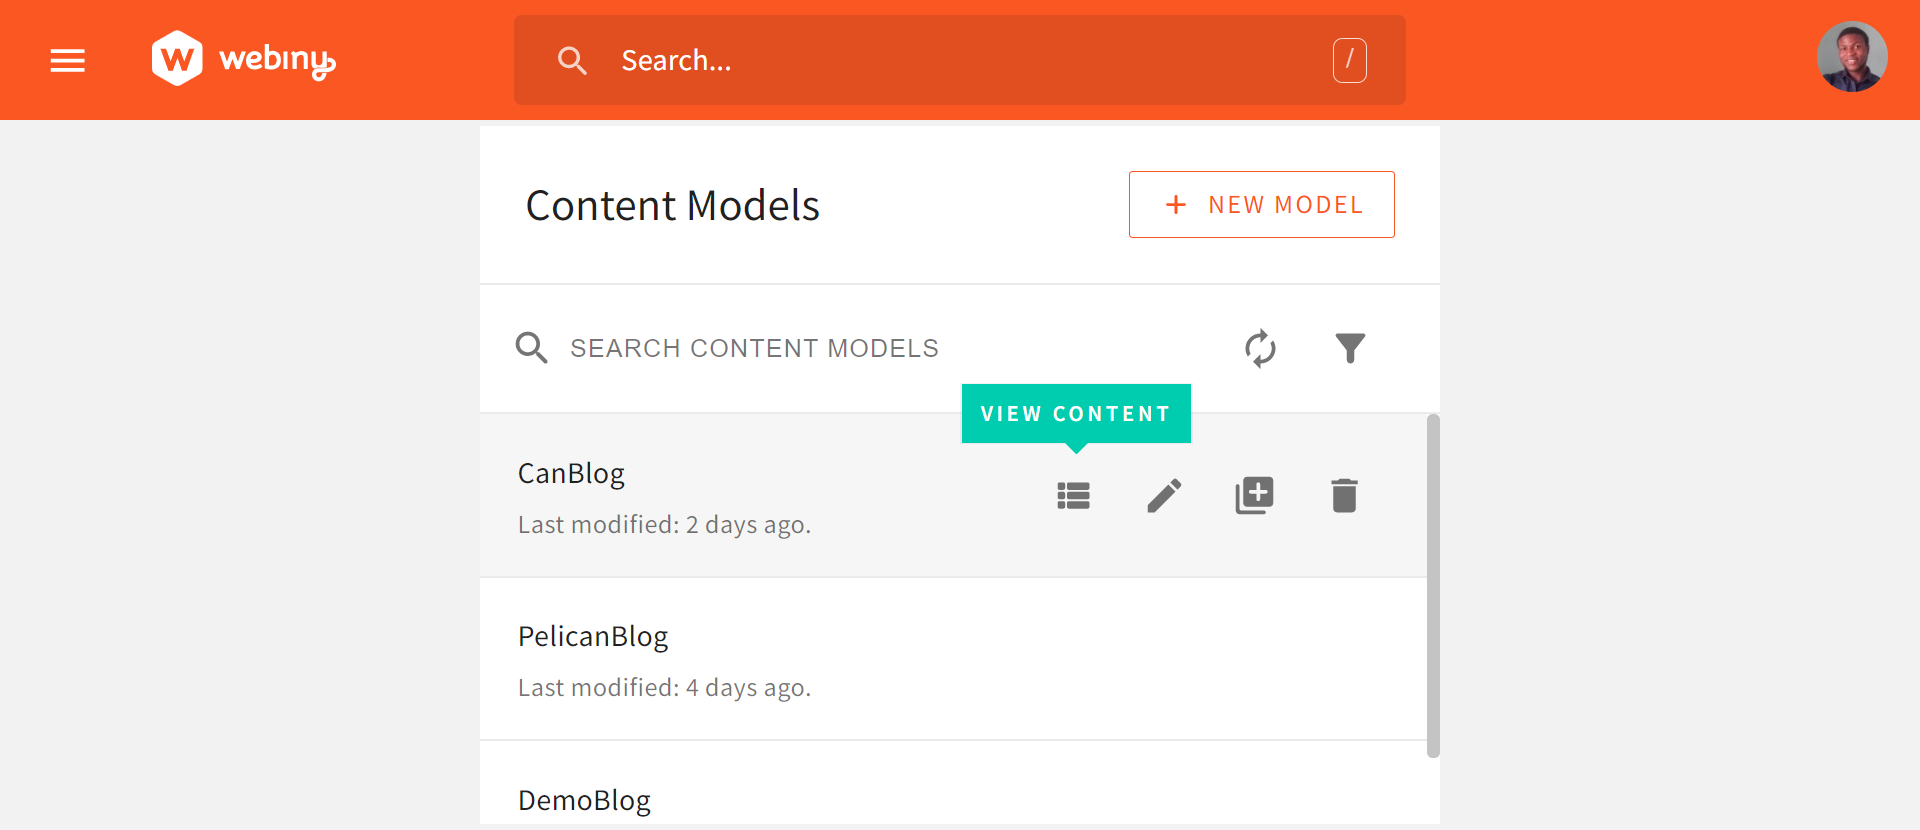 webiny
Search...
/
Content Models
+ NEW MODEL
SEARCH CONTENT MODELS
VIEW CONTENT
CanBlog
Last modified: 2 days ago.
PelicanBlog
Last modified: 4 days ago.
DemoBlog